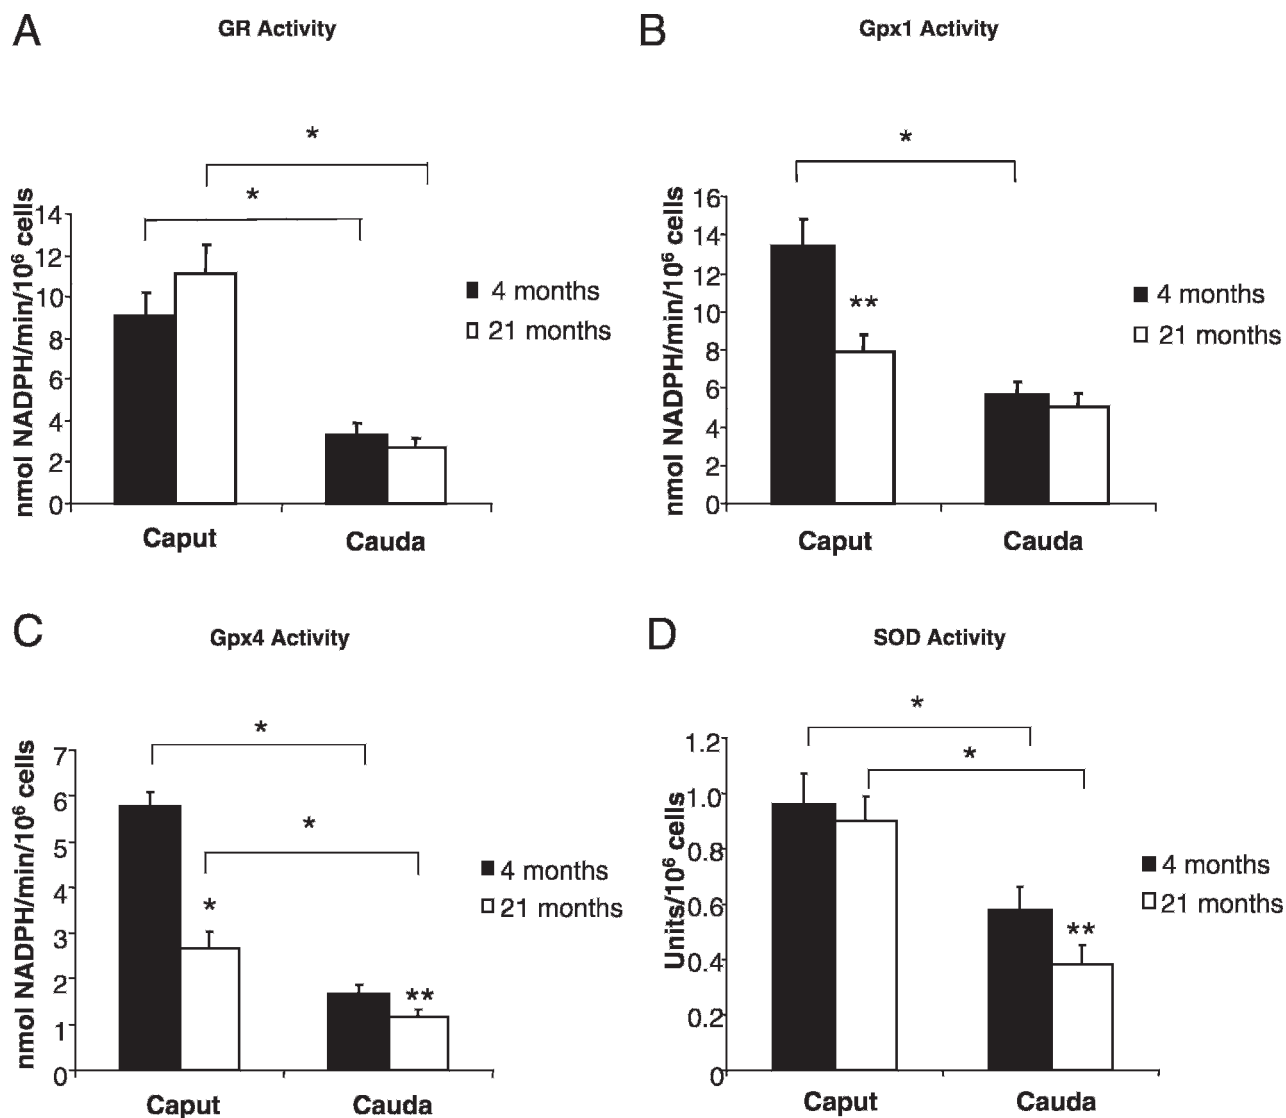 A
GR Activity
*
*
nmol NADPH/min/10⁶ cells
14
12
10
8
6
4
2
0
Caput
Cauda
4 months
21 months
B
Gpx1 Activity
*
**
nmol NADPH/min/10⁶ cells
16
14
12
10
8
6
4
2
0
Caput
Cauda
4 months
21 months
C
Gpx4 Activity
*
*
*
**
nmol NADPH/min/10⁶ cells
7
6
5
4
3
2
1
0
Caput
Cauda
4 months
21 months
D
SOD Activity
*
*
**
Units/10⁶ cells
1.2
1.0
0.8
0.6
0.4
0.2
0
Caput
Cauda
4 months
21 months